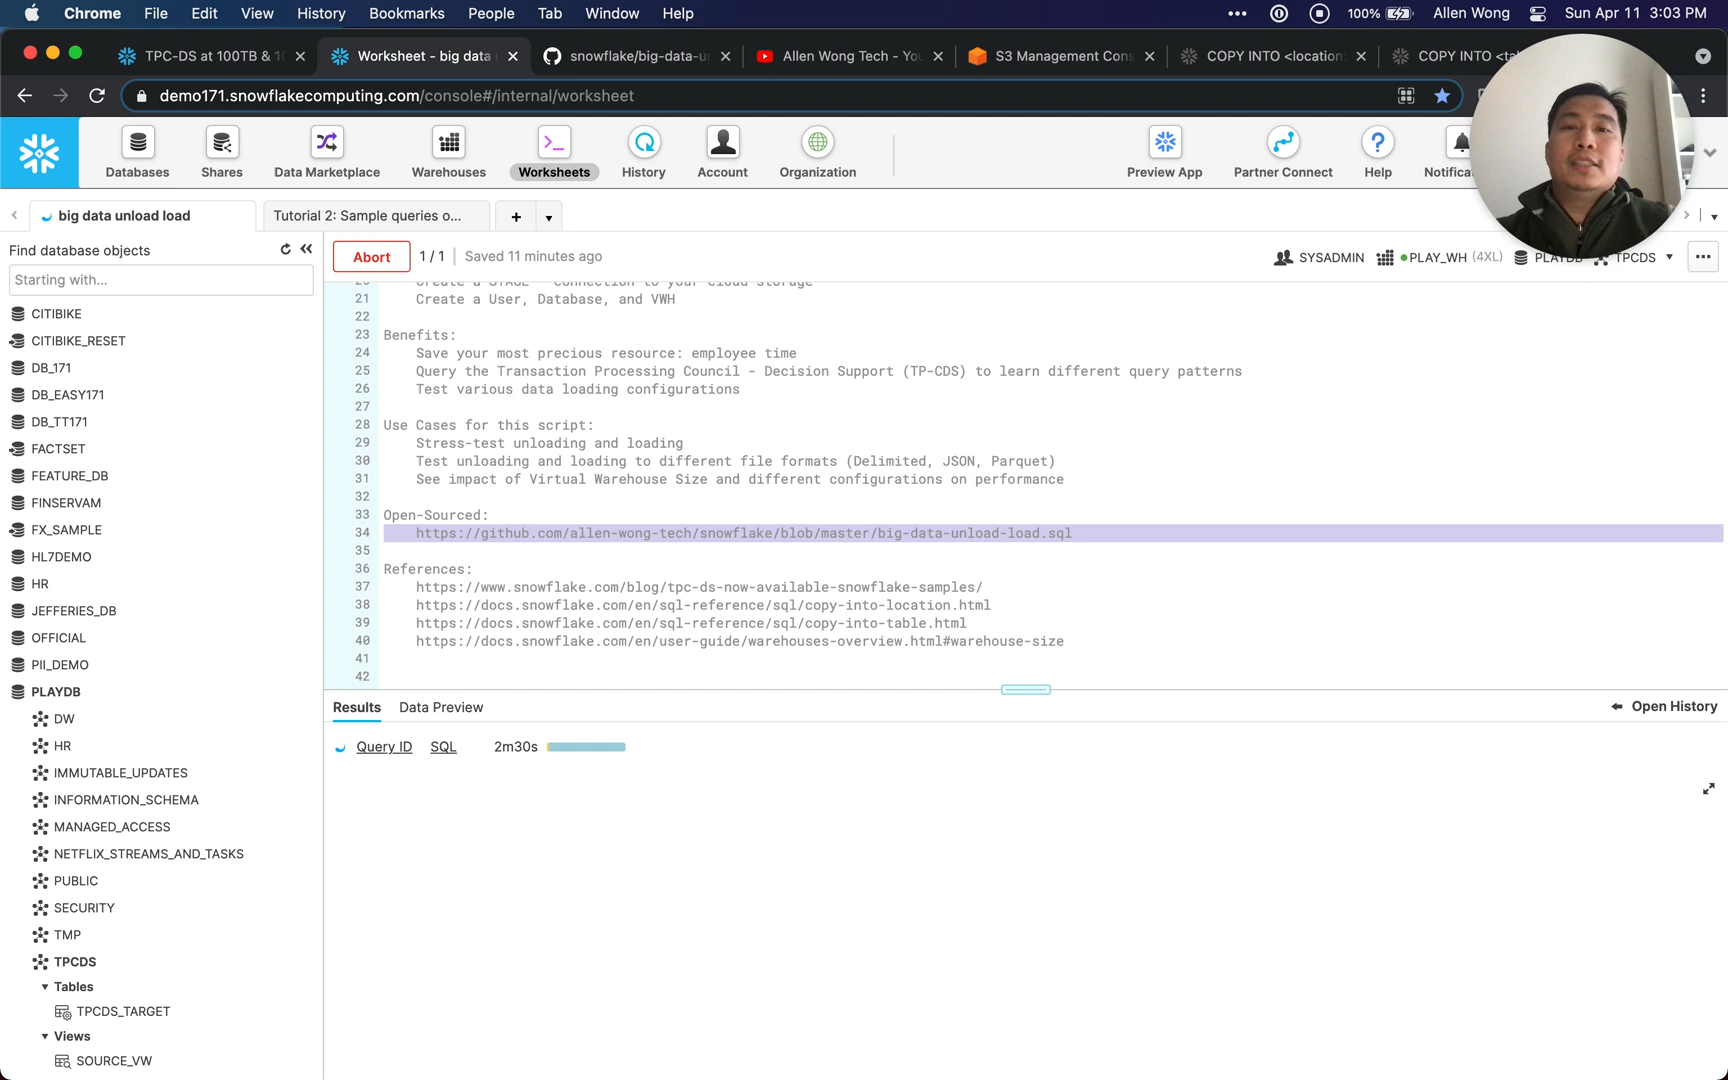 Chrome File Edit View History Bookmarks People Tab Window Help
100% Allen Wong Sun Apr 11 3:03 PM
TPC-DS at 100TB & 1
Worksheet - big data
snowflake/big-data-u
Allen Wong Tech - Yo
S3 Management Cons
COPY INTO <location>
COPY INTO <ta
demo171.snowflakecomputing.com/console#/internal/worksheet
Databases Shares Data Marketplace Warehouses Worksheets History Account Organization Preview App Partner Connect Help Notifica
big data unload load
Tutorial 2: Sample queries o...
Find database objects
Starting with...
CITIBIKE
CITIBIKE_RESET
DB_171
DB_EASY171
DB_TT171
FACTSET
FEATURE_DB
FINSERVAM
FX_SAMPLE
HL7DEMO
HR
JEFFERIES_DB
OFFICIAL
PII_DEMO
PLAYDB
DW
HR
IMMUTABLE_UPDATES
INFORMATION_SCHEMA
MANAGED_ACCESS
NETFLIX_STREAMS_AND_TASKS
PUBLIC
SECURITY
TMP
TPCDS
Tables
TPCDS_TARGET
Views
SOURCE_VW
Abort 1 / 1 Saved 11 minutes ago
SYSADMIN PLAY_WH (4XL) PLAYDB TPCDS
20 Create a STAGE - connection to your cloud storage
21 Create a User, Database, and VWH
22
23 Benefits:
24 Save your most precious resource: employee time
25 Query the Transaction Processing Council - Decision Support (TP-CDS) to learn different query patterns
26 Test various data loading configurations
27
28 Use Cases for this script:
29 Stress-test unloading and loading
30 Test unloading and loading to different file formats (Delimited, JSON, Parquet)
31 See impact of Virtual Warehouse Size and different configurations on performance
32
33 Open-Sourced:
34 https://github.com/allen-wong-tech/snowflake/blob/master/big-data-unload-load.sql
35
36 References:
37 https://www.snowflake.com/blog/tpc-ds-now-available-snowflake-samples/
38 https://docs.snowflake.com/en/sql-reference/sql/copy-into-location.html
39 https://docs.snowflake.com/en/sql-reference/sql/copy-into-table.html
40 https://docs.snowflake.com/en/user-guide/warehouses-overview.html#warehouse-size
41
42
Results Data Preview
Open History
Query ID SQL 2m30s